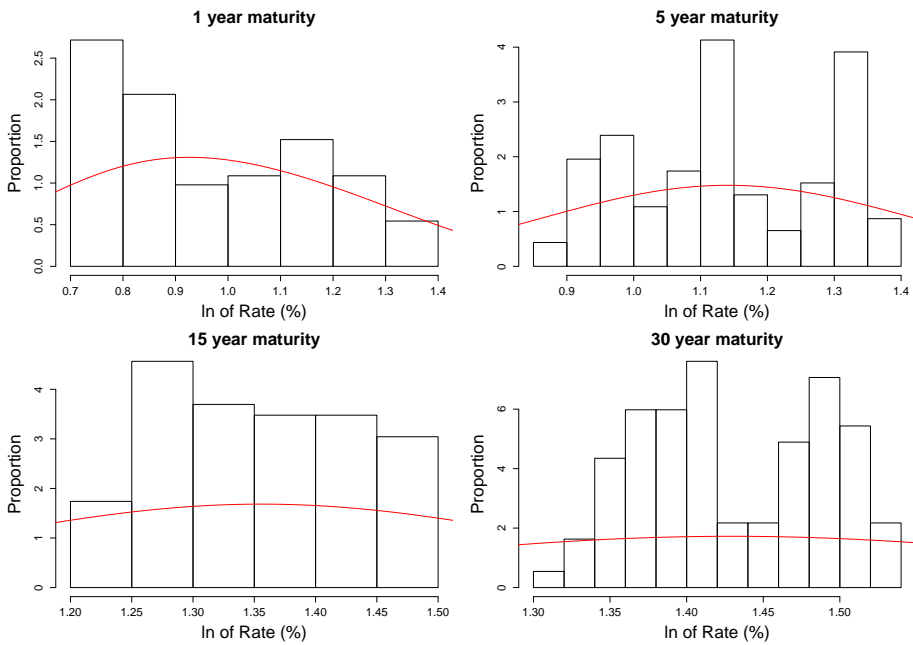 1 year maturity
Proportion
0.0 0.5 1.0 1.5 2.0 2.5
0.7 0.8 0.9 1.0 1.1 1.2 1.3 1.4
ln of Rate (%)
5 year maturity
Proportion
0 1 2 3 4
0.9 1.0 1.1 1.2 1.3 1.4
ln of Rate (%)
15 year maturity
Proportion
0 1 2 3 4
1.20 1.25 1.30 1.35 1.40 1.45 1.50
ln of Rate (%)
30 year maturity
Proportion
0 2 4 6
1.30 1.35 1.40 1.45 1.50
ln of Rate (%)